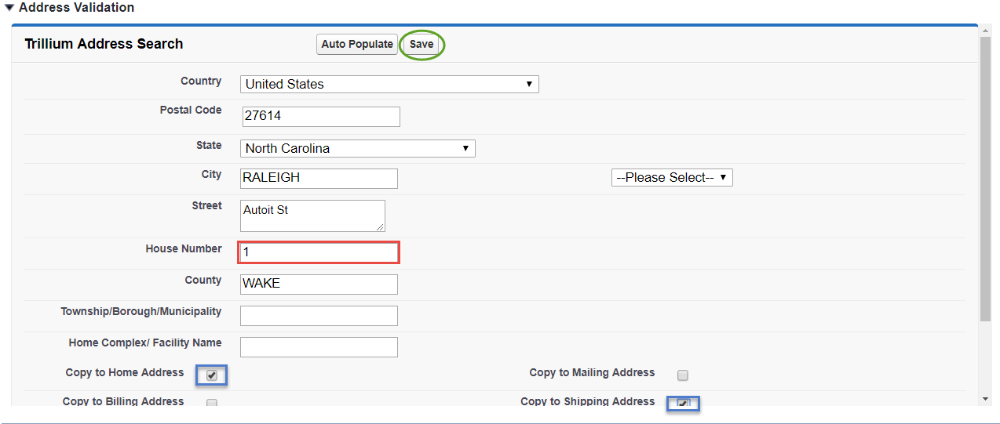 Address Validation
Trillium Address Search Auto Populate Save
Country United States
Postal Code 27614
State North Carolina
City RALEIGH --Please Select--
Street Autoit St
House Number 1
County WAKE
Township/Borough/Municipality
Home Complex/ Facility Name
Copy to Home Address Copy to Mailing Address
Copy to Billing Address Copy to Shipping Address